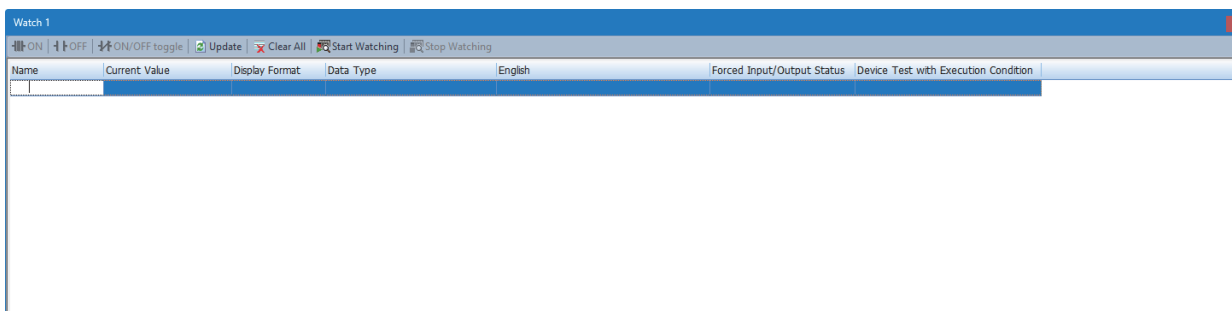 Watch 1
ON OFF ON/OFF toggle Update Clear All Start Watching Stop Watching
Name Current Value Display Format Data Type English Forced Input/Output Status Device Test with Execution Condition